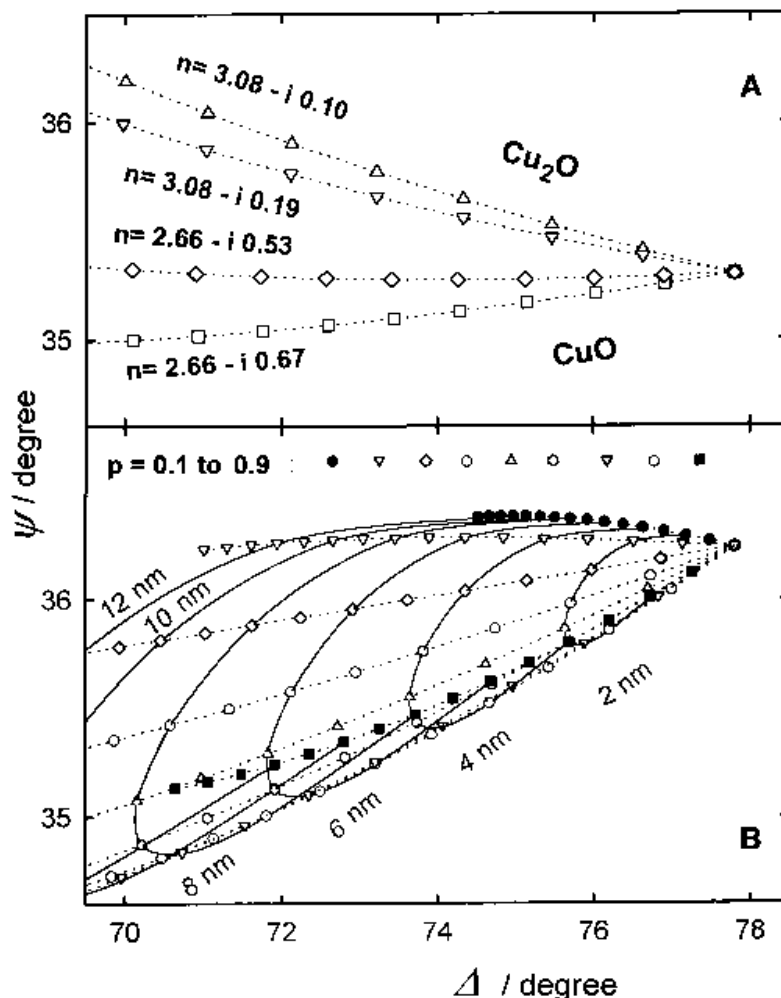 A
n= 3.08 - i 0.10
Cu₂O
36
n= 3.08 - i 0.19
n= 2.66 - i 0.53
35
n= 2.66 - i 0.67
CuO
Ψ / degree
p = 0.1 to 0.9 :
36
12 nm
10 nm
2 nm
4 nm
35
6 nm
8 nm
B
70 72 74 76 78
Δ / degree